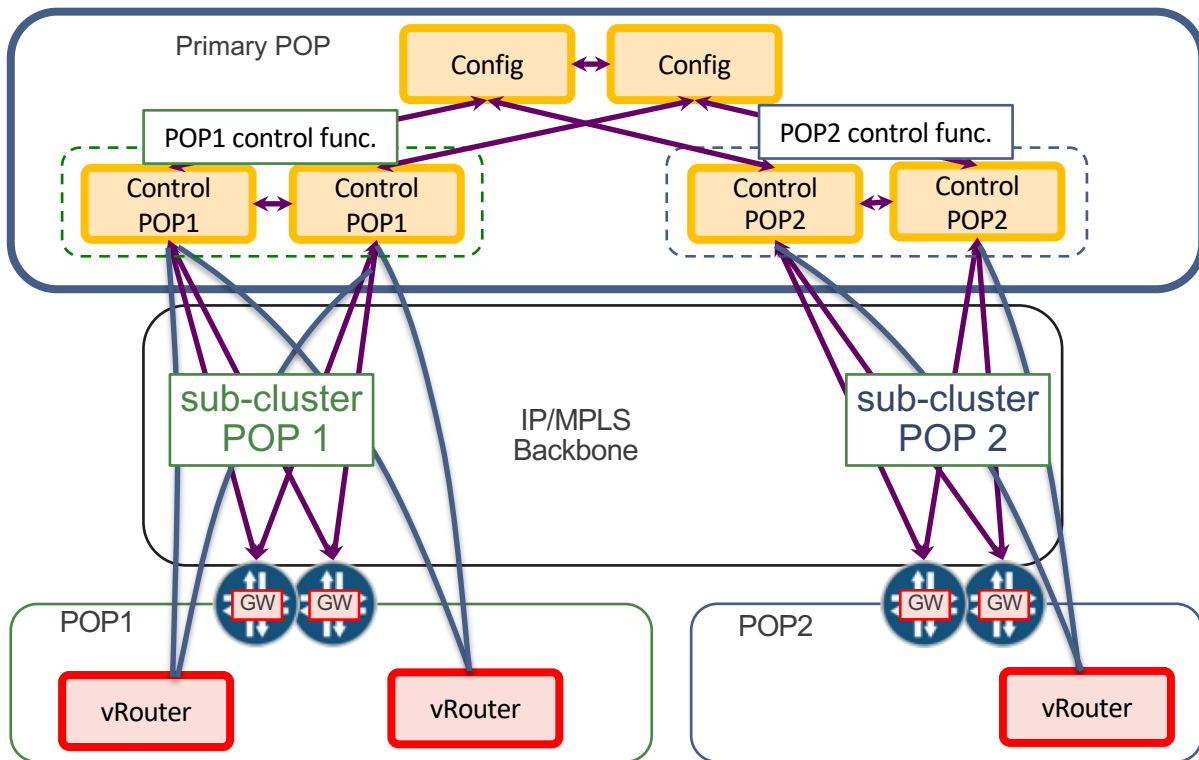 Primary POP
Config
Config
POP1 control func.
POP2 control func.
Control
POP1
Control
POP1
Control
POP2
Control
POP2
sub-cluster
POP 1
IP/MPLS
Backbone
sub-cluster
POP 2
GW
GW
GW
GW
POP1
POP2
vRouter
vRouter
vRouter